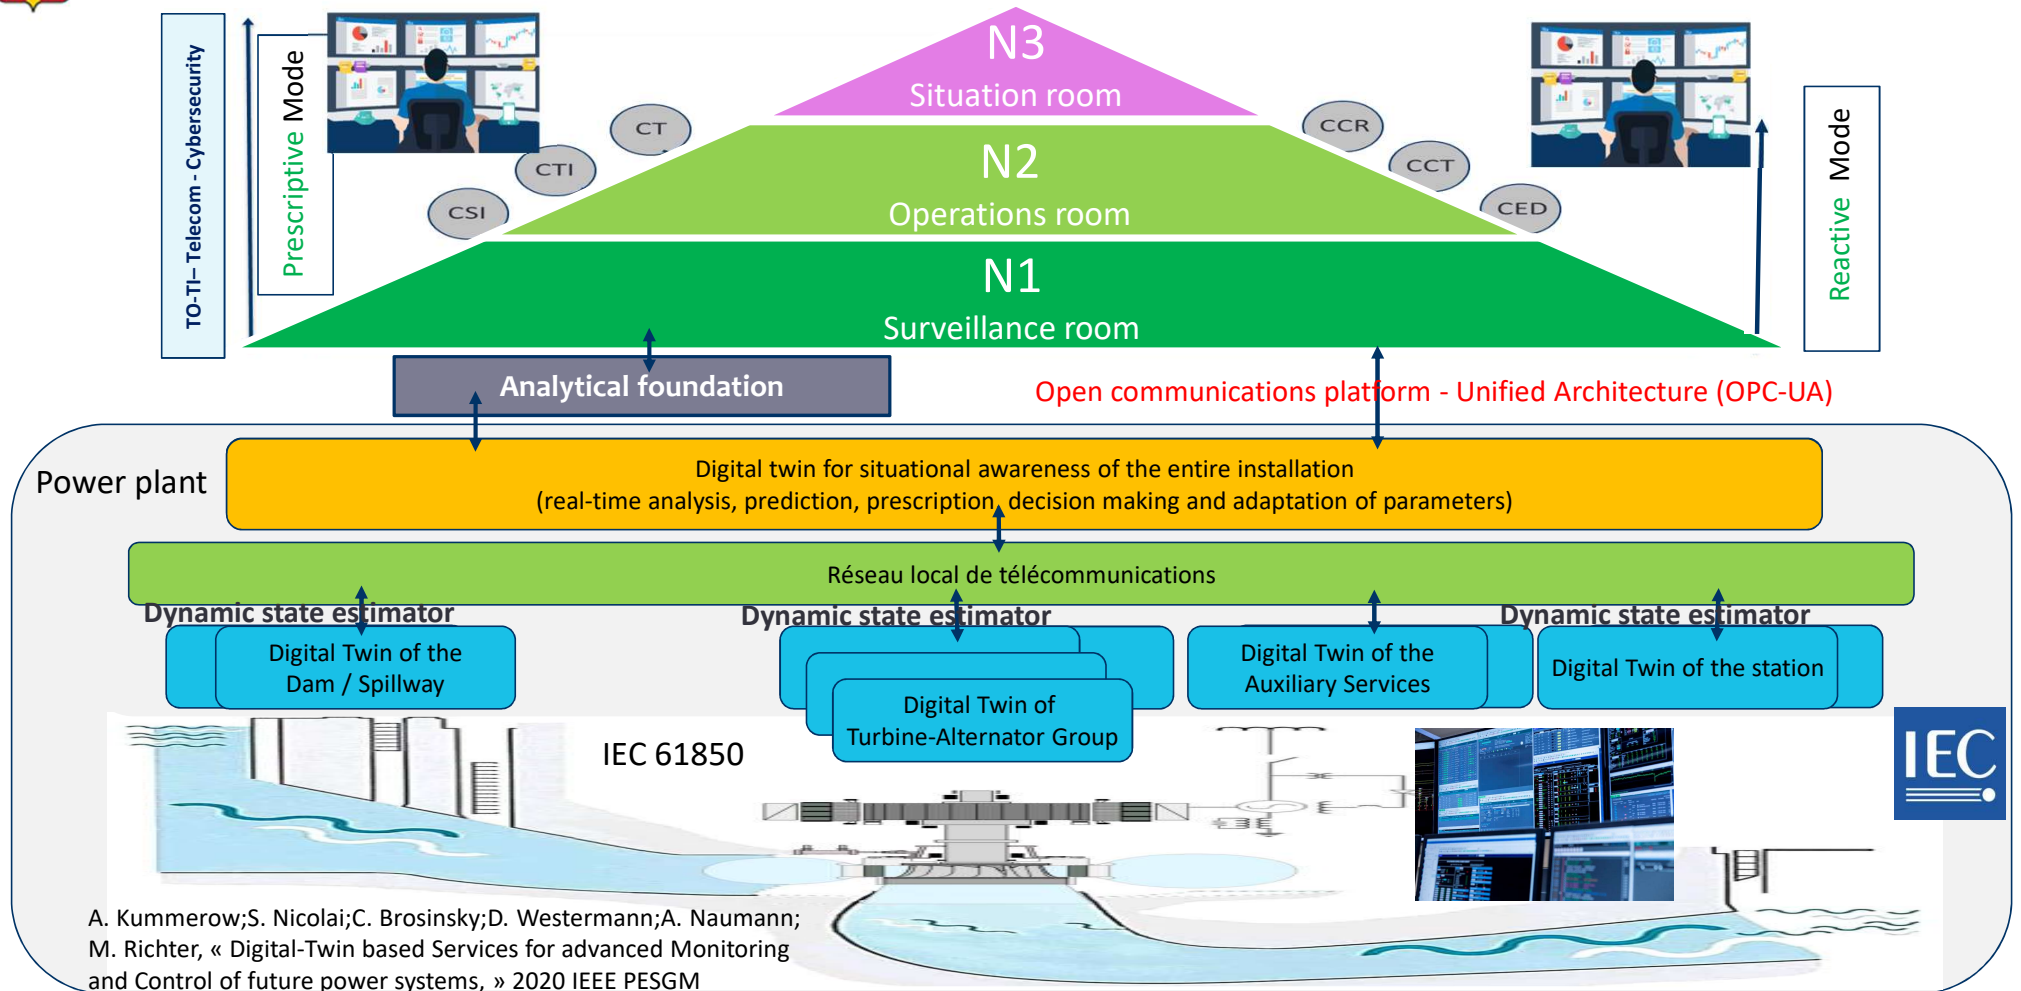 TO-TI– Telecom - Cybersecurity
Prescriptive Mode
CT
CTI
CSI
N3
Situation room
N2
Operations room
N1
Surveillance room
CCR
CCT
CED
Reactive Mode
Analytical foundation
Open communications platform - Unified Architecture (OPC-UA)
Power plant
Digital twin for situational awareness of the entire installation
(real-time analysis, prediction, prescription, decision making and adaptation of parameters)
Réseau local de télécommunications
Dynamic state estimator
Dynamic state estimator
Dynamic state estimator
Digital Twin of the
Dam / Spillway
Digital Twin of
Turbine-Alternator Group
Digital Twin of the
Auxiliary Services
Digital Twin of the station
IEC 61850
IEC
A. Kummerow;S. Nicolai;C. Brosinsky;D. Westermann;A. Naumann;
M. Richter, « Digital-Twin based Services for advanced Monitoring
and Control of future power systems, » 2020 IEEE PESGM